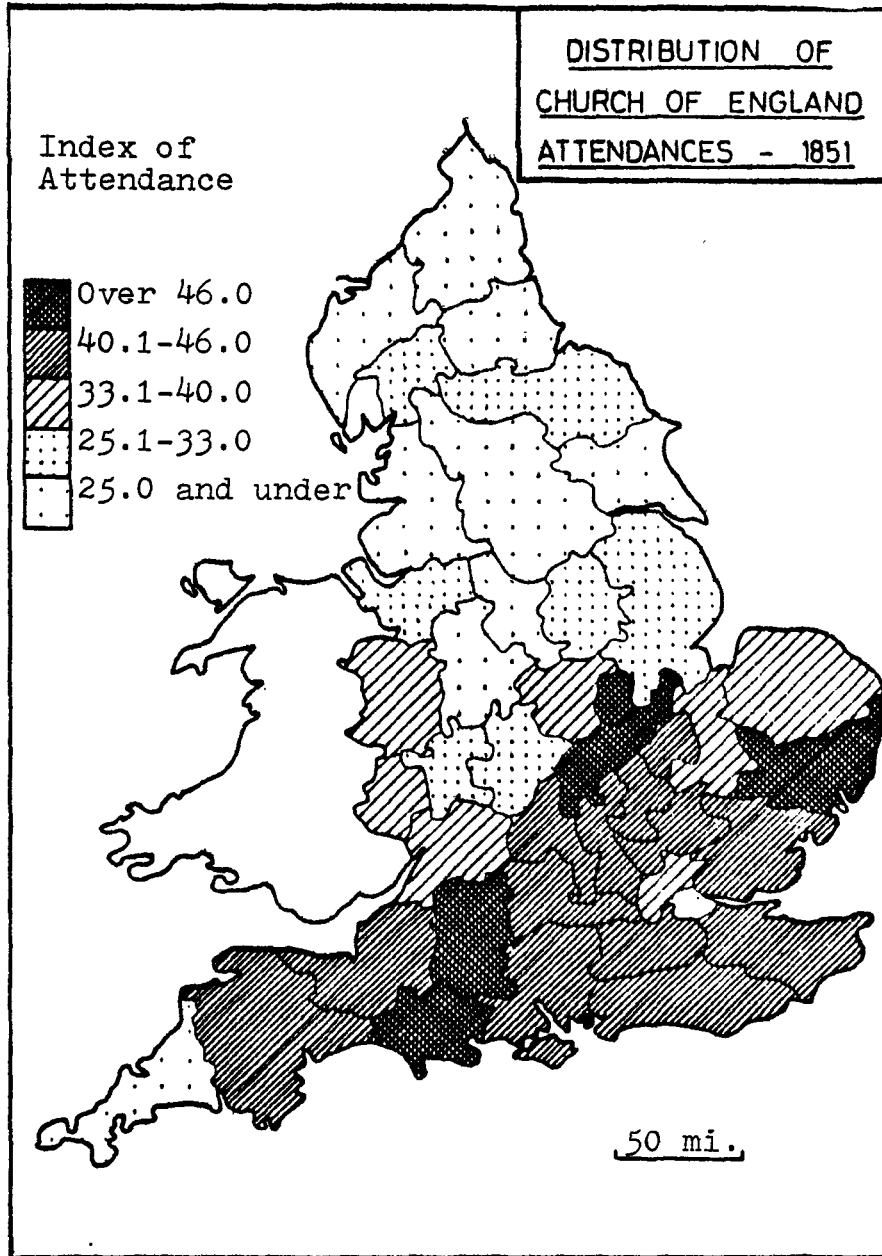 DISTRIBUTION OF
CHURCH OF ENGLAND
ATTENDANCES - 1851
Index of
Attendance
Over 46.0
40.1-46.0
33.1-40.0
25.1-33.0
25.0 and under
50 mi.